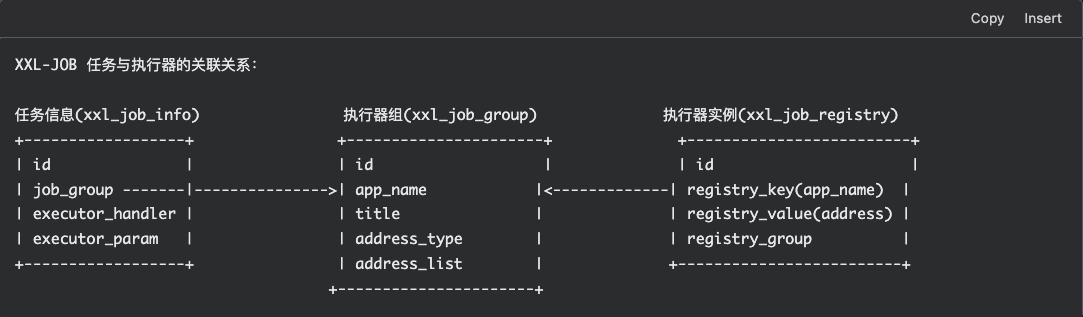 Copy    Insert
XXL-JOB 任务与执行器的关联关系：
任务信息(xxl_job_info)                执行器组(xxl_job_group)              执行器实例(xxl_job_registry)
+------------------+                +----------------------+               +-------------------------+
| id               |                | id                    |               | id                       |
| job_group -------|--------------->| app_name             |<-------------| registry_key(app_name)  |
| executor_handler |                | title                |              | registry_value(address) |
| executor_param   |                | address_type         |              | registry_group          |
+------------------+                | address_list         |              +-------------------------+
+----------------------+